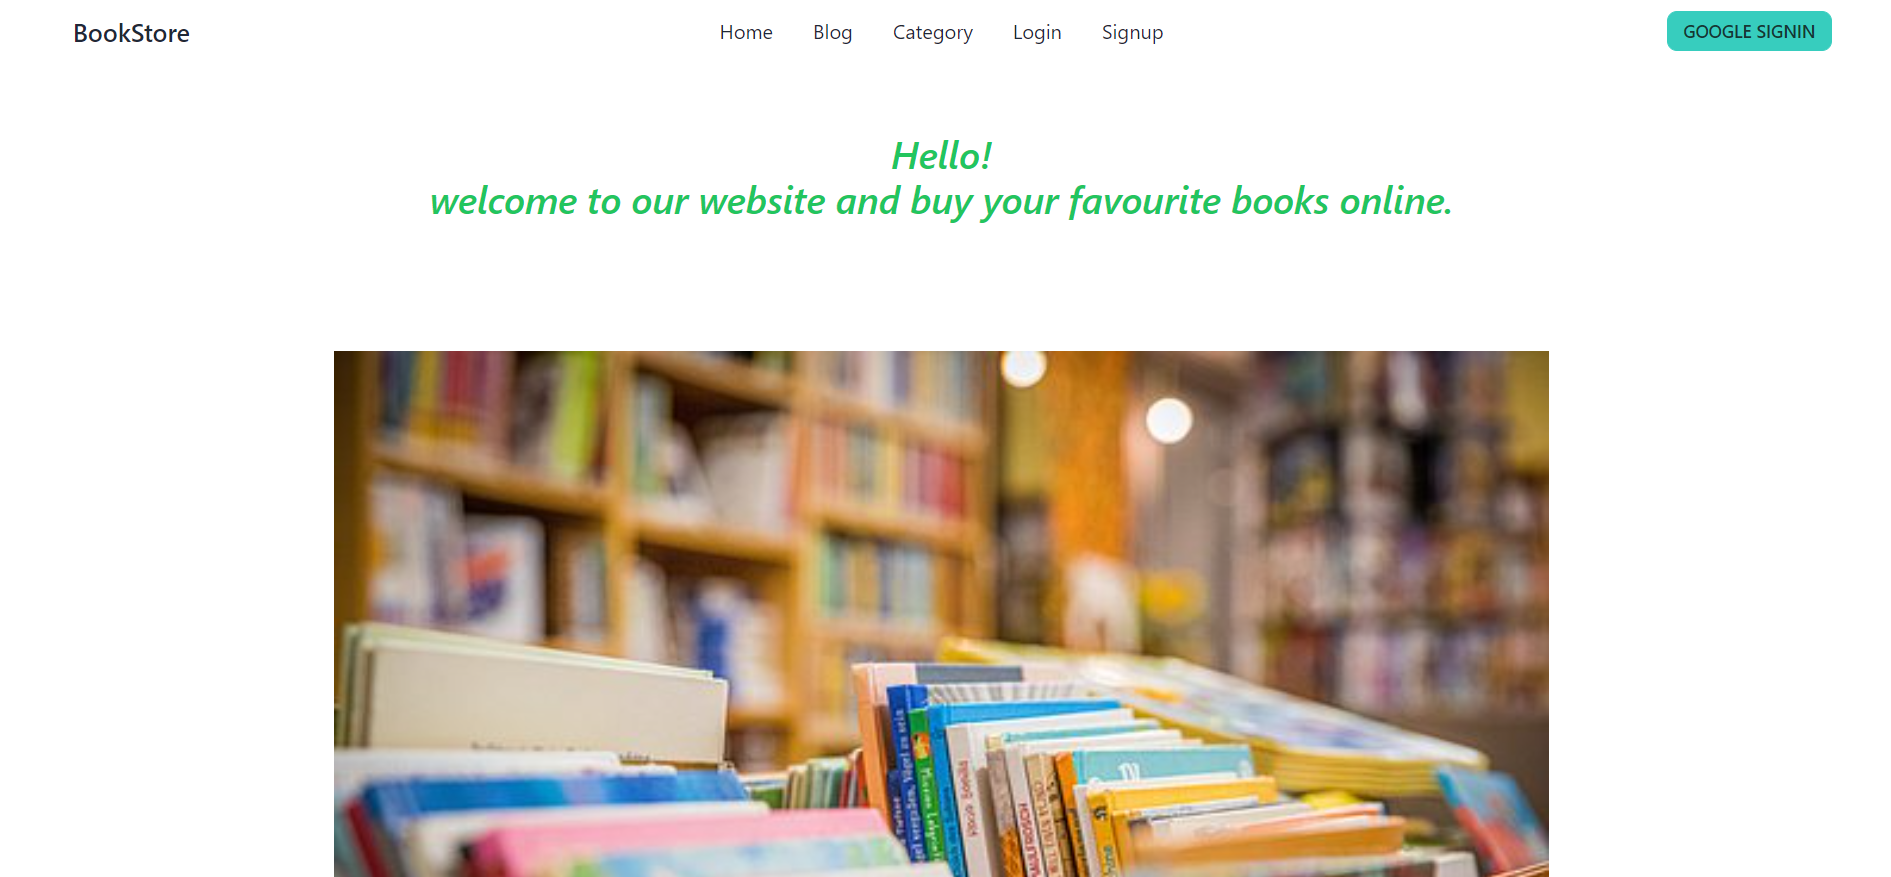 BookStore
Home Blog Category Login Signup
GOOGLE SIGNIN
Hello!
welcome to our website and buy your favourite books online.